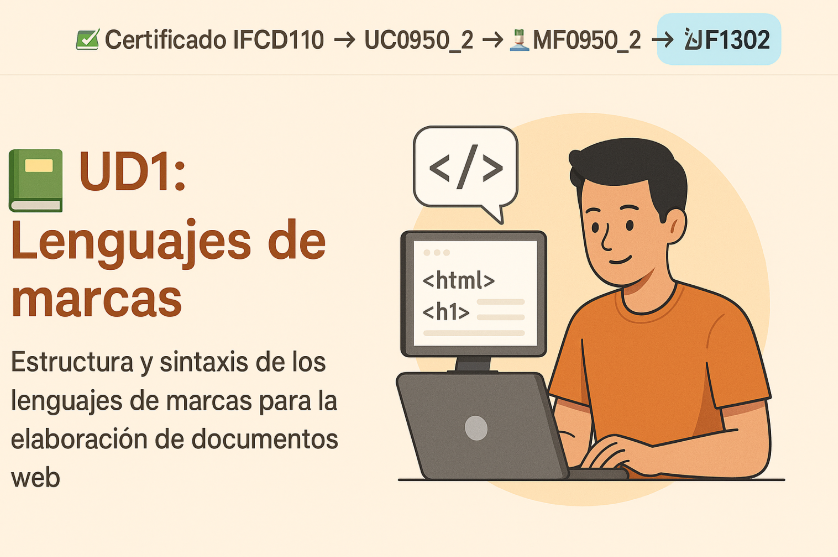 Certificado IFCD110 → UC0950_2 → MF0950_2 → UF1302
UD1:
Lenguajes de
marcas
Estructura y sintaxis de los
lenguajes de marcas para la
elaboración de documentos
web
</>
<html>
<h1>